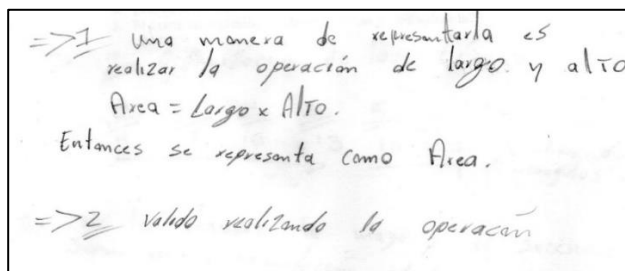 =>1 una manera de representarla es
realizar la operación de largo y alto
Area = Largo x Alto.
Entonces se representa como Area.
=>2 valido realizando la operacón